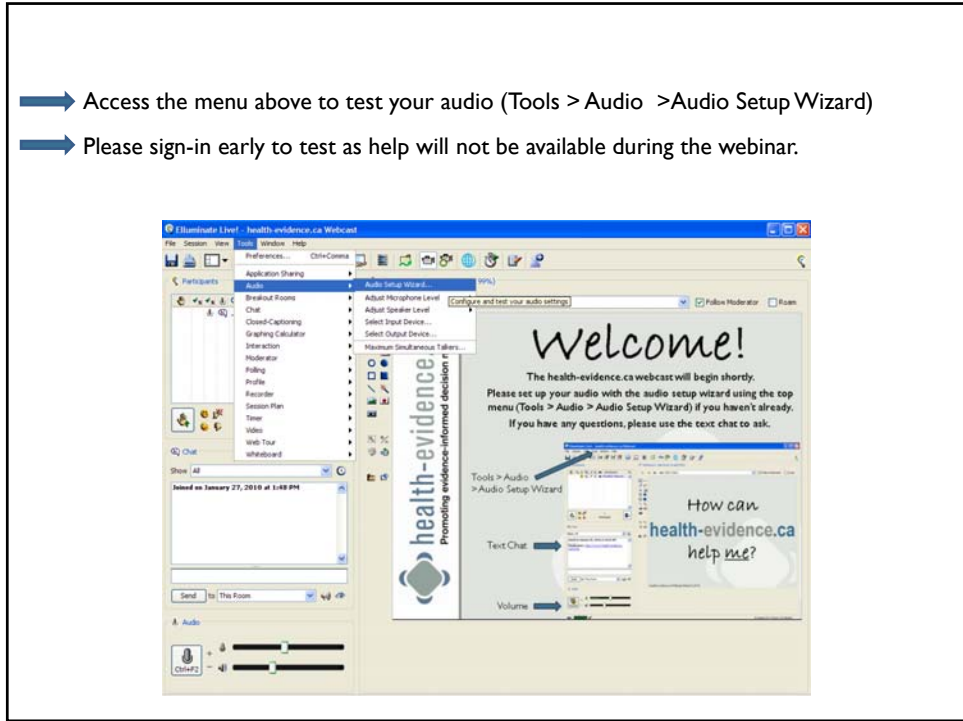 Access the menu above to test your audio (Tools > Audio >Audio Setup Wizard)
Please sign-in early to test as help will not be available during the webinar.
Elluminate Live! - health-evidence.ca Webcast
File Session View Tools Window Help
Preferences... Ctrl+Comma
Application Sharing
Audio
Breakout Rooms
Chat
Closed-Captioning
Graphing Calculator
Interaction
Moderator
Polling
Profile
Recorder
Session Plan
Timer
Video
Web Tour
Whiteboard
Audio Setup Wizard...
Adjust Microphone Level
Adjust Speaker Level
Select Input Device...
Select Output Device...
Maximum Simultaneous Talkers...
Configure and test your audio settings
Participants
99%)
Follow Moderator
Roam
Chat
Show All
Joined on January 27, 2010 at 1:48 PM
Send to This Room
Audio
Ctrl+F2
health-evidence.
Promoting evidence-informed decision m
Welcome!
The health-evidence.ca webcast will begin shortly.
Please set up your audio with the audio setup wizard using the top
menu (Tools > Audio > Audio Setup Wizard) if you haven't already.
If you have any questions, please use the text chat to ask.
Tools > Audio
>Audio Setup Wizard
Text Chat
Volume
How can
health-evidence.ca
help me?